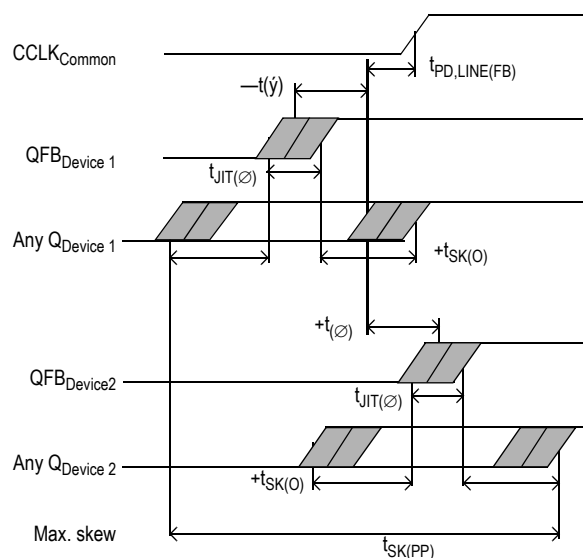 CCLKCommon
tPD,LINE(FB)
—t(ý)
QFBDevice 1
tJIT(∅)
Any QDevice 1
+tSK(O)
+t(∅)
QFBDevice2
tJIT(∅)
Any QDevice 2
+tSK(O)
Max. skew
tSK(PP)